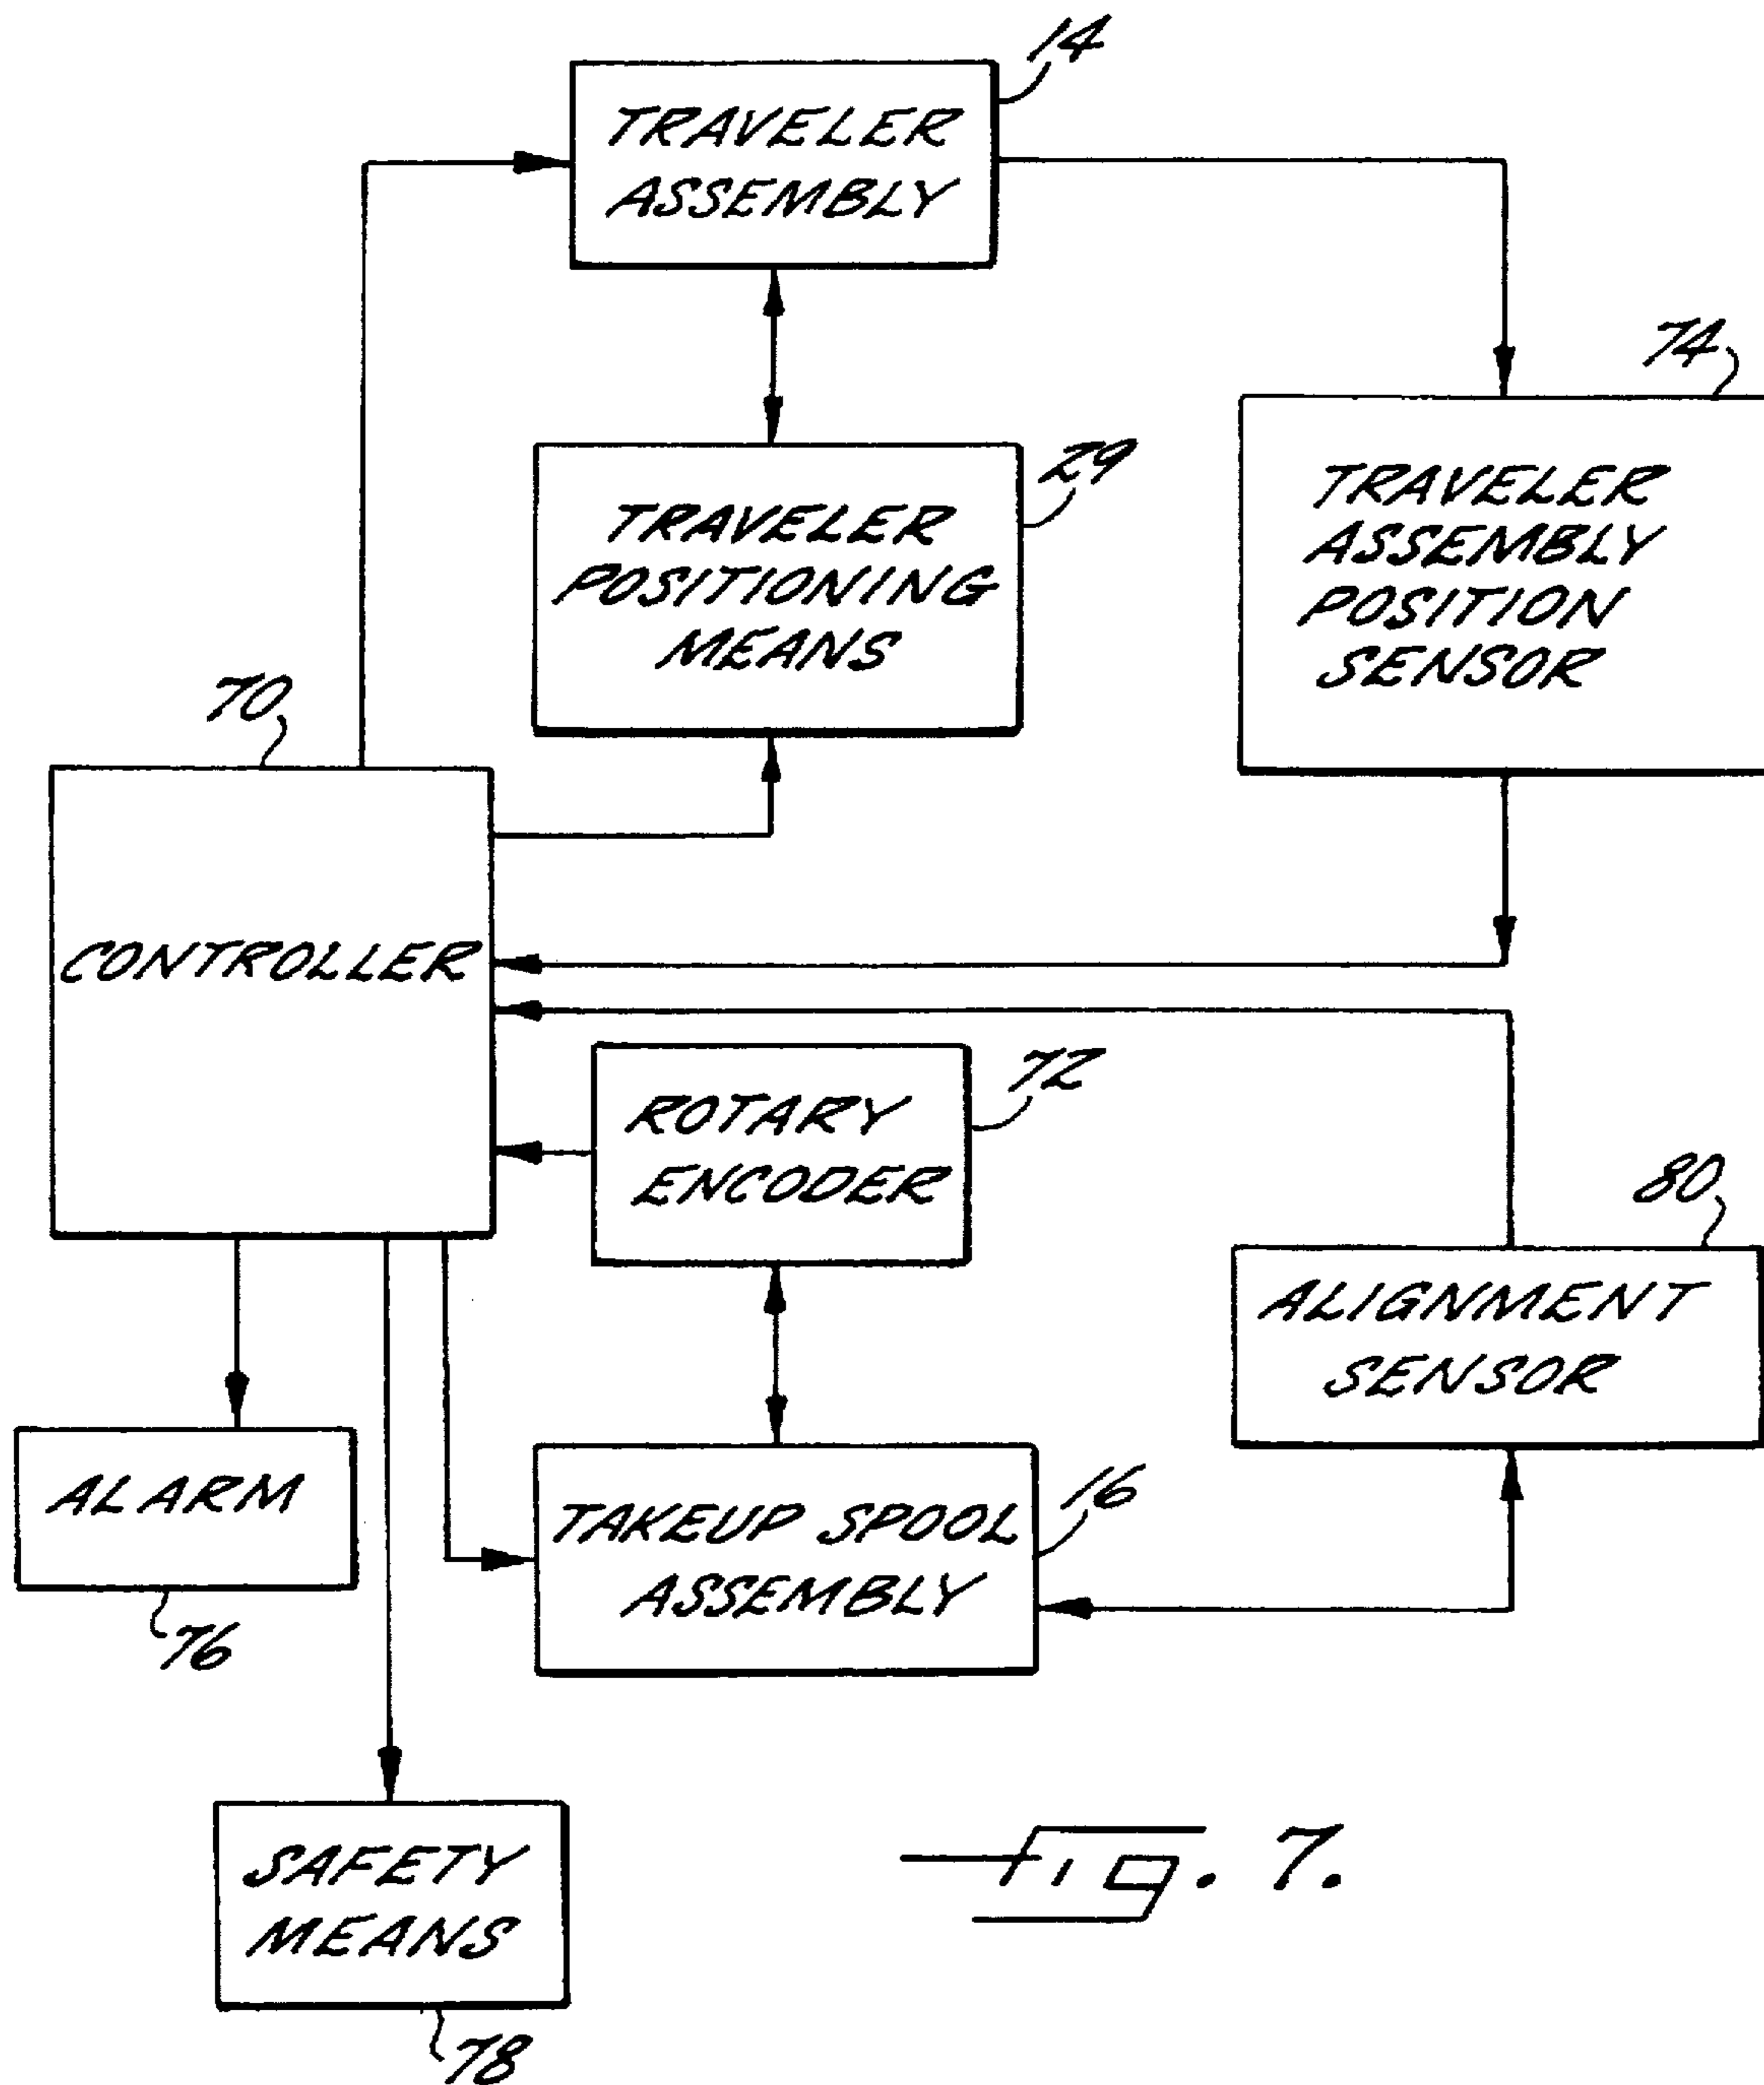 14
TRAVELER
ASSEMBLY
74
29
TRAVELER
POSITIONING
MEANS
TRAVELER
ASSEMBLY
POSITION
SENSOR
70
CONTROLLER
72
ROTARY
ENCODER
80
ALIGNMENT
SENSOR
ALARM
76
16
TAKEUP SPOOL
ASSEMBLY
SAFETY
MEANS
78
Fig. 7.